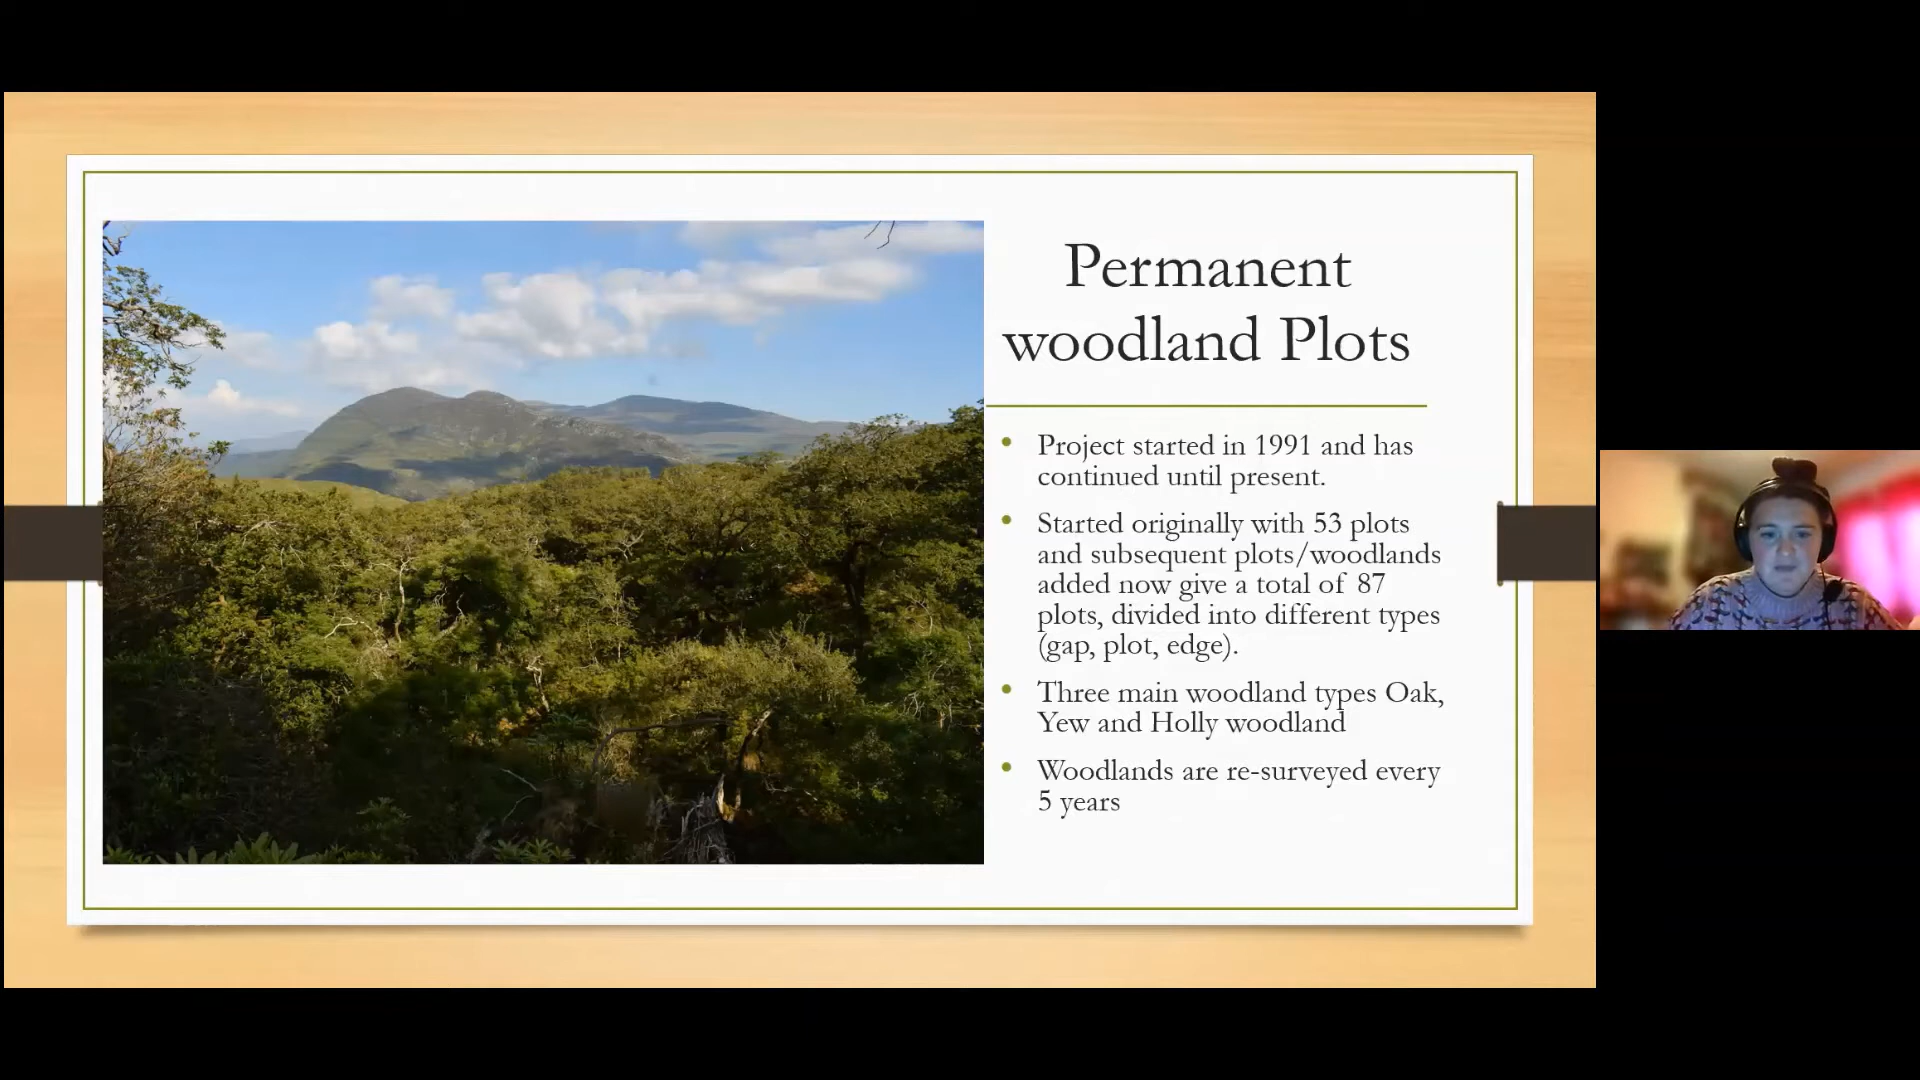 Permanent
woodland Plots
• Project started in 1991 and has
continued until present.
• Started originally with 53 plots
and subsequent plots/woodlands
added now give a total of 87
plots, divided into different types
(gap, plot, edge).
• Three main woodland types Oak,
Yew and Holly woodland
• Woodlands are re-surveyed every
5 years